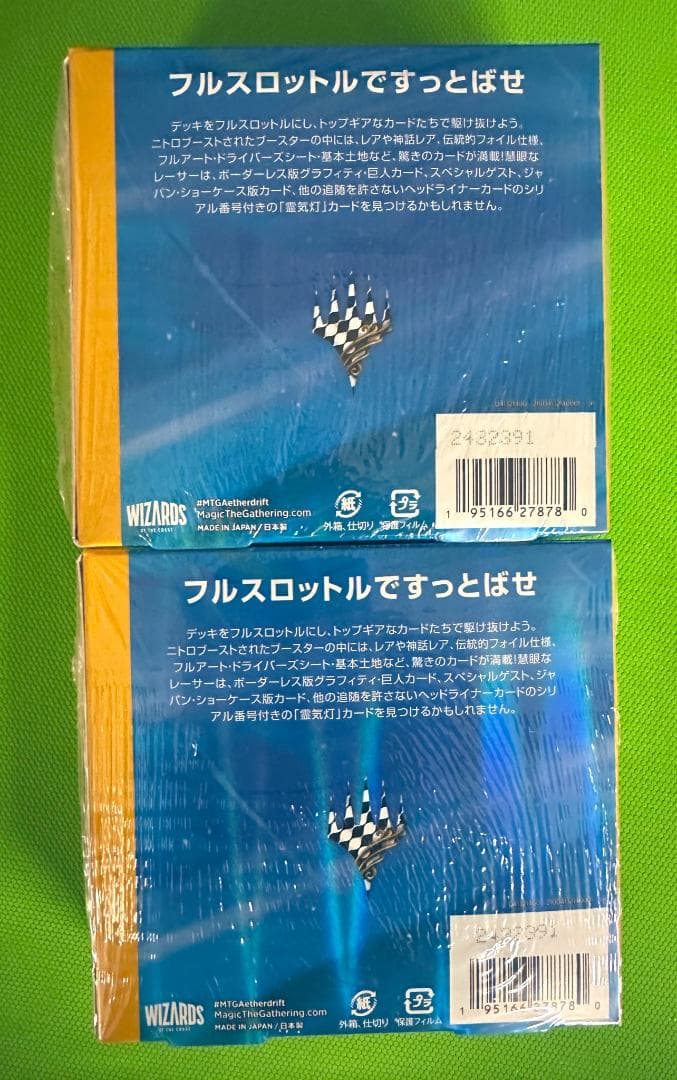 フルスロットルですっとばせ
デッキをフルスロットルにし、トップギアなカードたちで駆け抜けよう。
ニトロブーストされたブースターの中には、レアや神話レア、伝統的フォイル仕様、
フルアート・ドライバーズシート・基本土地など、驚きのカードが満載!慧眼な
レーサーは、ボーダーレス版グラフィティ・巨人カード、スペシャルゲスト、ジャ
パン・ショーケース版カード、他の追随を許さないヘッドライナーカードのシリ
アル番号付きの「霊気灯」カードを見つけるかもしれません。
2432391
1 95166 27878 0
WIZARDS
OF THE COAST
#MTGAetherdrift
MagicTheGathering.com
MADE IN JAPAN / 日本製
紙
外箱、仕切り
プラ
保護フィルム
フルスロットルですっとばせ
デッキをフルスロットルにし、トップギアなカードたちで駆け抜けよう。
ニトロブーストされたブースターの中には、レアや神話レア、伝統的フォイル仕様、
フルアート・ドライバーズシート・基本土地など、驚きのカードが満載!慧眼な
レーサーは、ボーダーレス版グラフィティ・巨人カード、スペシャルゲスト、ジャ
パン・ショーケース版カード、他の追随を許さないヘッドライナーカードのシリ
アル番号付きの「霊気灯」カードを見つけるかもしれません。
1 95166 27878 0
WIZARDS
OF THE COAST
#MTGAetherdrift
MagicTheGathering.com
MADE IN JAPAN / 日本製
紙
外箱、仕切り
プラ
保護フィルム